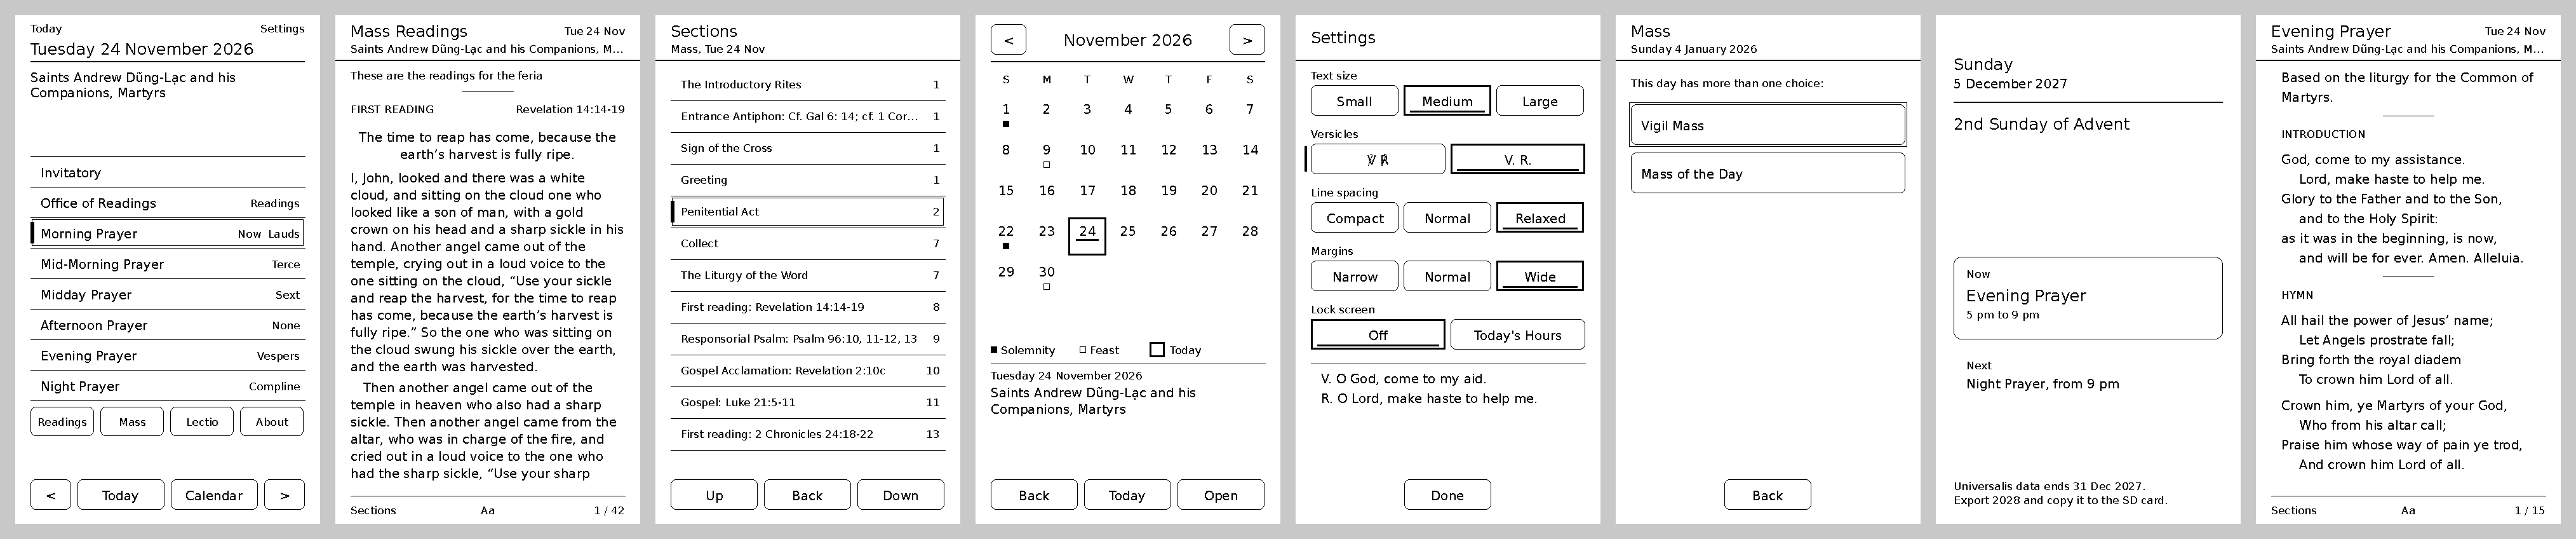 Today Settings
Tuesday 24 November 2026
Saints Andrew Dũng-Lạc and his
Companions, Martyrs
Invitatory
Office of Readings Readings
Morning Prayer Now Lauds
Mid-Morning Prayer Terce
Midday Prayer Sext
Afternoon Prayer None
Evening Prayer Vespers
Night Prayer Compline
Readings Mass Lectio About
< Today Calendar >
Mass Readings Tue 24 Nov
Saints Andrew Dũng-Lạc and his Companions, M...
These are the readings for the feria
FIRST READING Revelation 14:14-19
The time to reap has come, because the
earth’s harvest is fully ripe.
I, John, looked and there was a white
cloud, and sitting on the cloud one who
looked like a son of man, with a gold
crown on his head and a sharp sickle in his
hand. Another angel came out of the
temple, crying out in a loud voice to the
one sitting on the cloud, “Use your sickle
and reap the harvest, for the time to reap
has come, because the earth’s harvest is
fully ripe.” So the one who was sitting on
the cloud swung his sickle over the earth,
and the earth was harvested.
Then another angel came out of the
temple in heaven who also had a sharp
sickle. Then another angel came from the
altar, who was in charge of the fire, and
cried out in a loud voice to the one who
had the sharp sickle, “Use your sharp
Sections Aa 1 / 42
Sections
Mass, Tue 24 Nov
The Introductory Rites 1
Entrance Antiphon: Cf. Gal 6: 14; cf. 1 Cor... 1
Sign of the Cross 1
Greeting 1
Penitential Act 2
Collect 7
The Liturgy of the Word 7
First reading: Revelation 14:14-19 8
Responsorial Psalm: Psalm 96:10, 11-12, 13 9
Gospel Acclamation: Revelation 2:10c 10
Gospel: Luke 21:5-11 11
First reading: 2 Chronicles 24:18-22 13
Up Back Down
< November 2026 >
S M T W T F S
1 2 3 4 5 6 7
8 9 10 11 12 13 14
15 16 17 18 19 20 21
22 23 24 25 26 27 28
29 30
Solemnity Feast Today
Tuesday 24 November 2026
Saints Andrew Dũng-Lạc and his
Companions, Martyrs
Back Today Open
Settings
Text size
Small Medium Large
Versicles
℣ ℟ V. R.
Line spacing
Compact Normal Relaxed
Margins
Narrow Normal Wide
Lock screen
Off Today's Hours
V. O God, come to my aid.
R. O Lord, make haste to help me.
Done
Mass
Sunday 4 January 2026
This day has more than one choice:
Vigil Mass
Mass of the Day
Back
Sunday
5 December 2027
2nd Sunday of Advent
Now
Evening Prayer
5 pm to 9 pm
Next
Night Prayer, from 9 pm
Universalis data ends 31 Dec 2027.
Export 2028 and copy it to the SD card.
Evening Prayer Tue 24 Nov
Saints Andrew Dũng-Lạc and his Companions, M...
Based on the liturgy for the Common of
Martyrs.
INTRODUCTION
God, come to my assistance.
Lord, make haste to help me.
Glory to the Father and to the Son,
and to the Holy Spirit:
as it was in the beginning, is now,
and will be for ever. Amen. Alleluia.
HYMN
All hail the power of Jesus’ name;
Let Angels prostrate fall;
Bring forth the royal diadem
To crown him Lord of all.
Crown him, ye Martyrs of your God,
Who from his altar call;
Praise him whose way of pain ye trod,
And crown him Lord of all.
Sections Aa 1 / 15